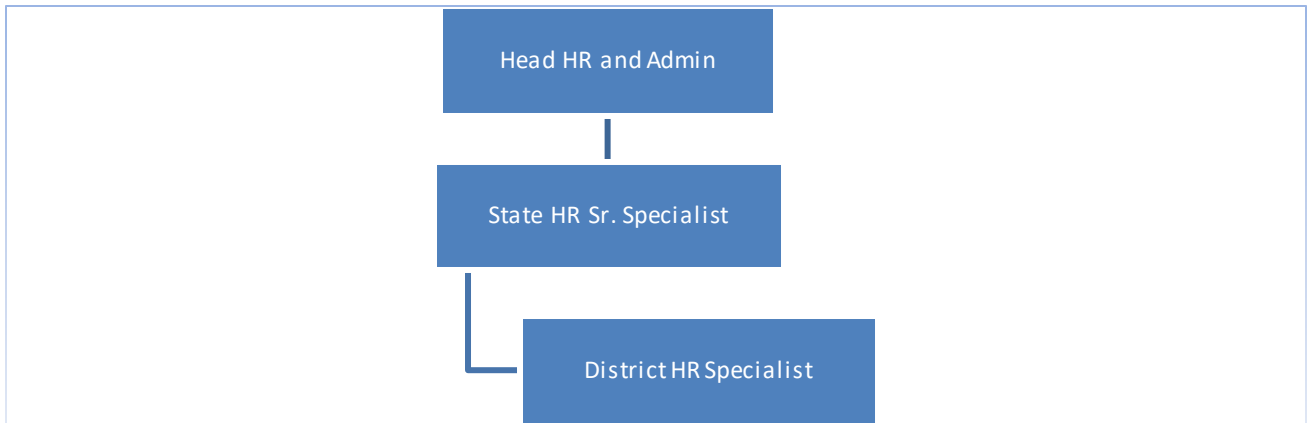 Head HR and Admin
State HR Sr. Specialist
District HR Specialist